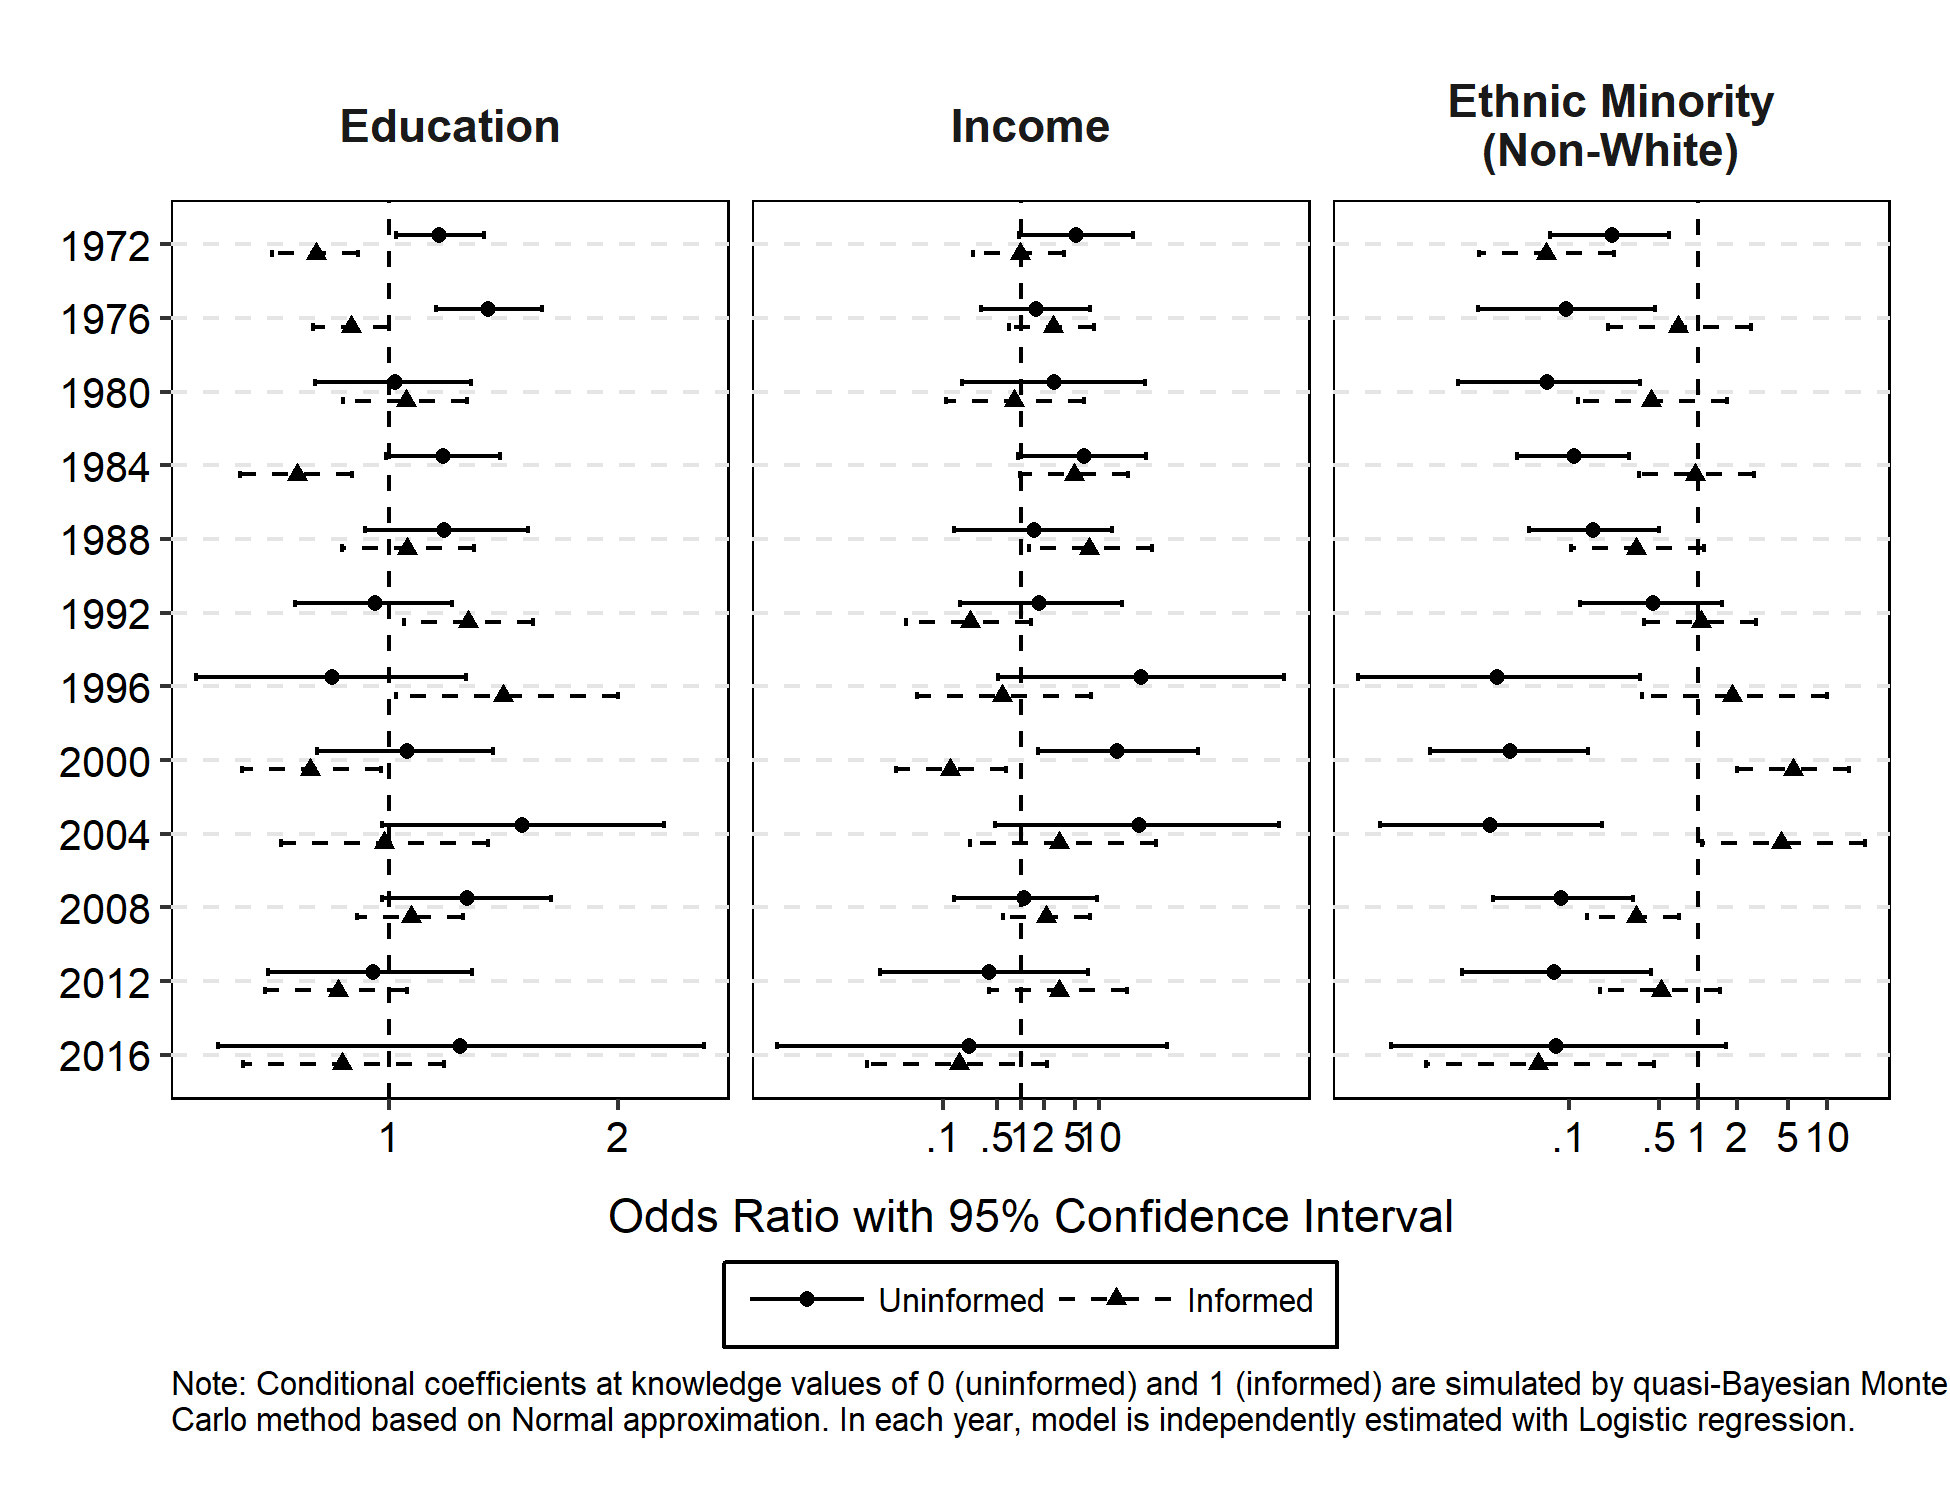 Education
Income
Ethnic Minority
(Non-White)
1972
1976
1980
1984
1988
1992
1996
2000
2004
2008
2012
2016
1 2
.1 .5 1 2 5 10
.1 .5 1 2 5 10
Odds Ratio with 95% Confidence Interval
Uninformed Informed
Note: Conditional coefficients at knowledge values of 0 (uninformed) and 1 (informed) are simulated by quasi-Bayesian Monte
Carlo method based on Normal approximation. In each year, model is independently estimated with Logistic regression.